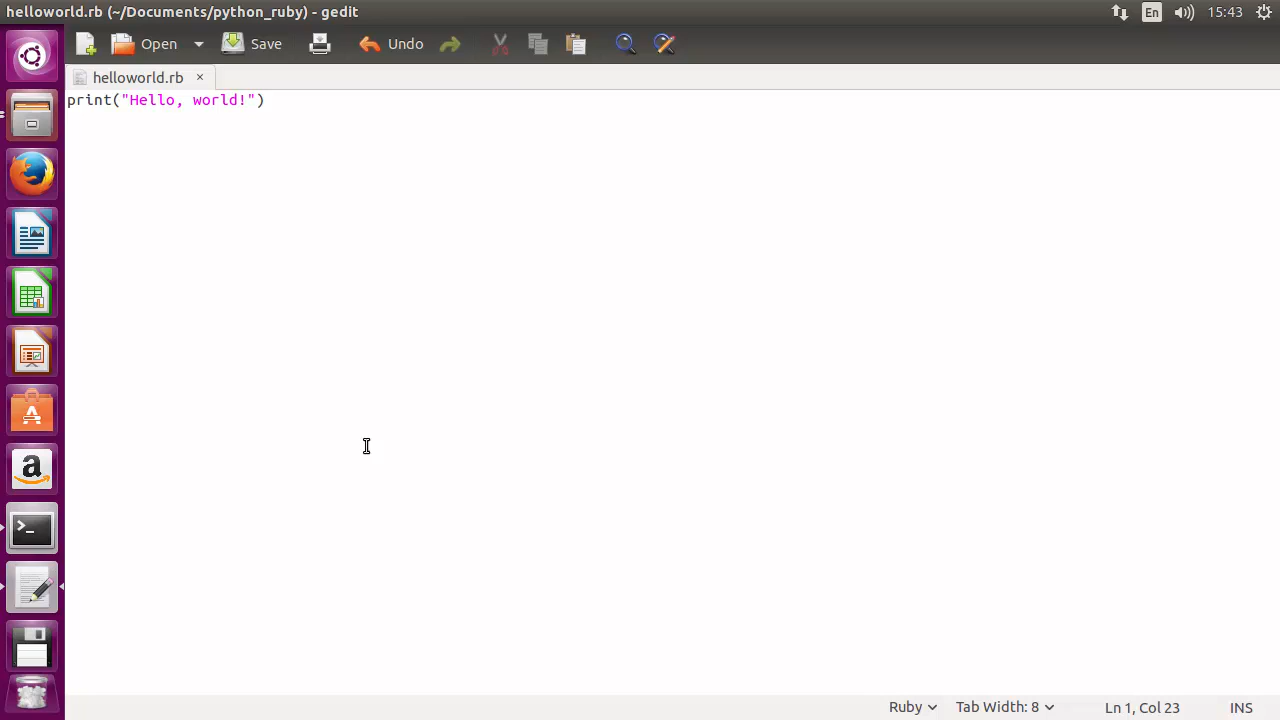 helloworld.rb (~/Documents/python_ruby) - gedit
En
15:43
Open
Save
Undo
helloworld.rb ×
print("Hello, world!")
Ruby
Tab Width: 8
Ln 1, Col 23
INS